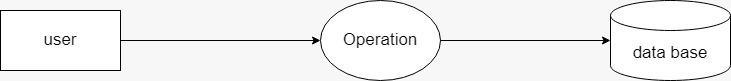 user
Operation
data base